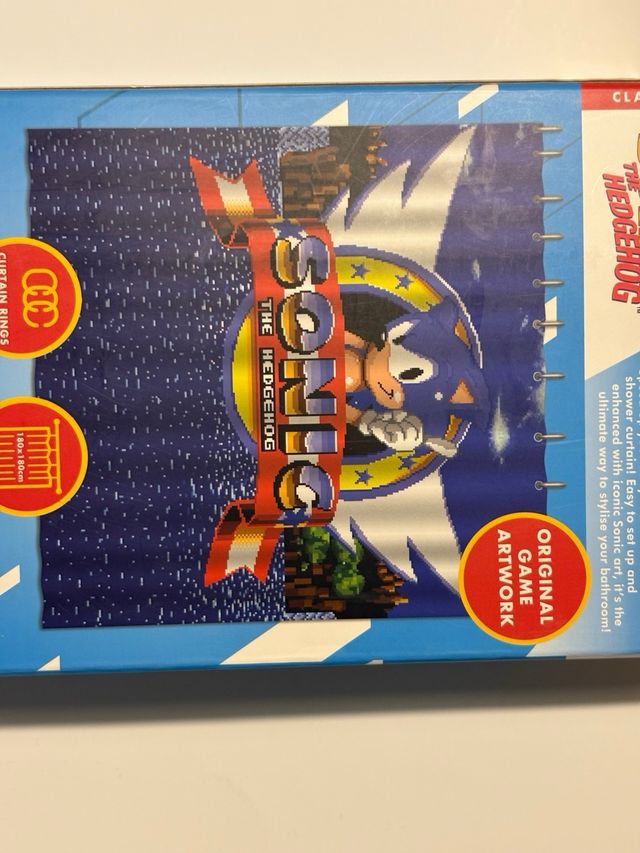 CLA
THE
HEDGEHOG™
shower curtain! Easy to set up and
enhanced with iconic Sonic art, it's the
ultimate way to stylise your bathroom!
ORIGINAL
GAME
ARTWORK
SONIC
THE HEDGEHOG
CURTAIN RINGS
180x180cm